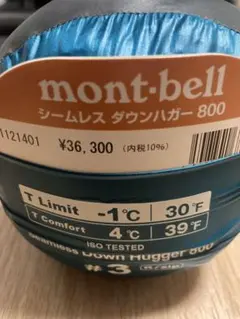 mont-bell
シームレス ダウンハガー 800
1121401
¥36,300 (内税10%)
T Limit -1℃ 30℉
T Comfort 4℃ 39℉
ISO TESTED
Seamless Down Hugger 800
#3 R/ZIP